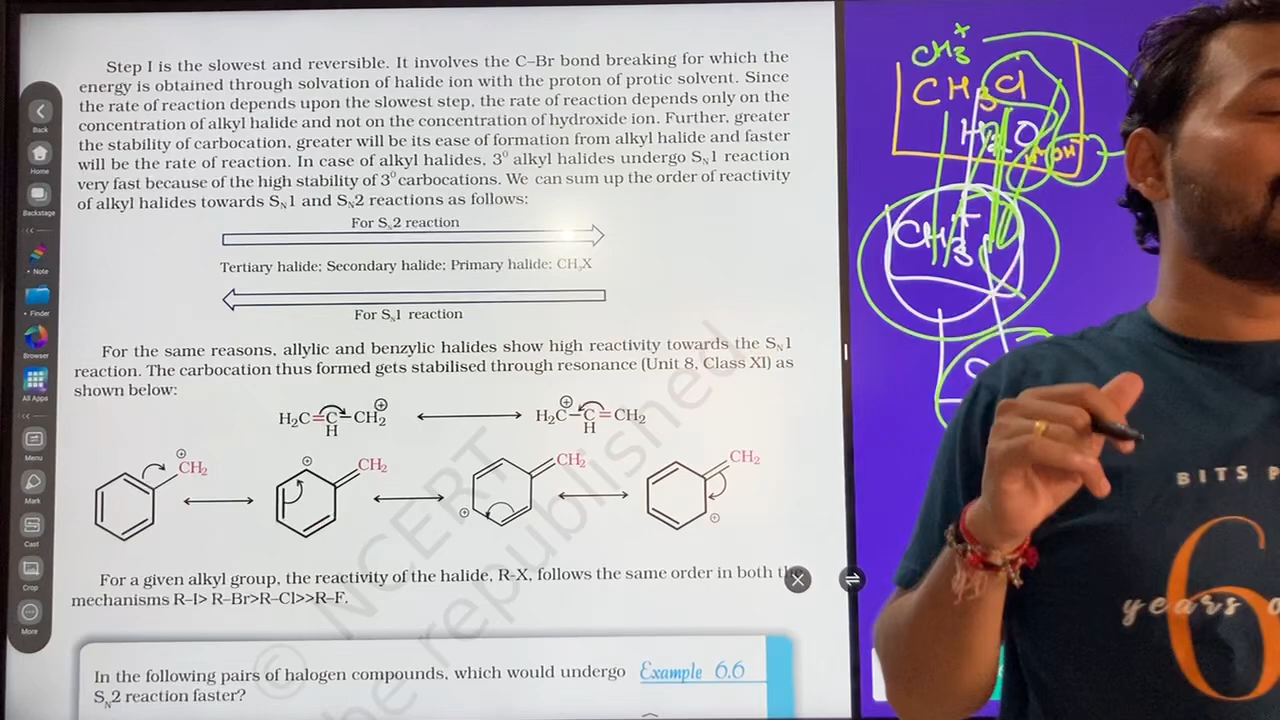 Step I is the slowest and reversible. It involves the C–Br bond breaking for which the
energy is obtained through solvation of halide ion with the proton of protic solvent. Since
the rate of reaction depends upon the slowest step, the rate of reaction depends only on the
concentration of alkyl halide and not on the concentration of hydroxide ion. Further, greater
the stability of carbocation, greater will be its ease of formation from alkyl halide and faster
will be the rate of reaction. In case of alkyl halides, 3⁰ alkyl halides undergo SN1 reaction
very fast because of the high stability of 3⁰ carbocations. We can sum up the order of reactivity
of alkyl halides towards SN1 and SN2 reactions as follows:
For SN2 reaction
Tertiary halide; Secondary halide; Primary halide; CH3X
For SN1 reaction
For the same reasons, allylic and benzylic halides show high reactivity towards the SN1
reaction. The carbocation thus formed gets stabilised through resonance (Unit 8, Class XI) as
shown below:
H2C=C–CH2 ⊕
H
H2C–C=CH2 ⊕
H
⊕ CH2
⊕ CH2
⊕ CH2
⊕ CH2
For a given alkyl group, the reactivity of the halide, R-X, follows the same order in both
mechanisms R–I> R–Br>R–Cl>>R–F.
In the following pairs of halogen compounds, which would undergo
SN2 reaction faster?
Example 6.6
© NCERT
be republished
Back
Home
Backstage
Note
Finder
Browser
All Apps
Menu
Mark
Cast
Crop
More
CH3+
CH3Cl
H2O
CH3+
BITS P
6
years o